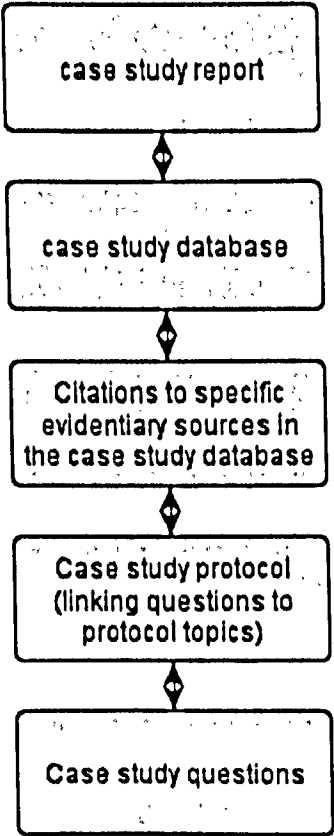 case study report
case study database
Citations to specific
evidentiary sources in
the case study database
Case study protocol
(linking questions to
protocol topics)
Case study questions